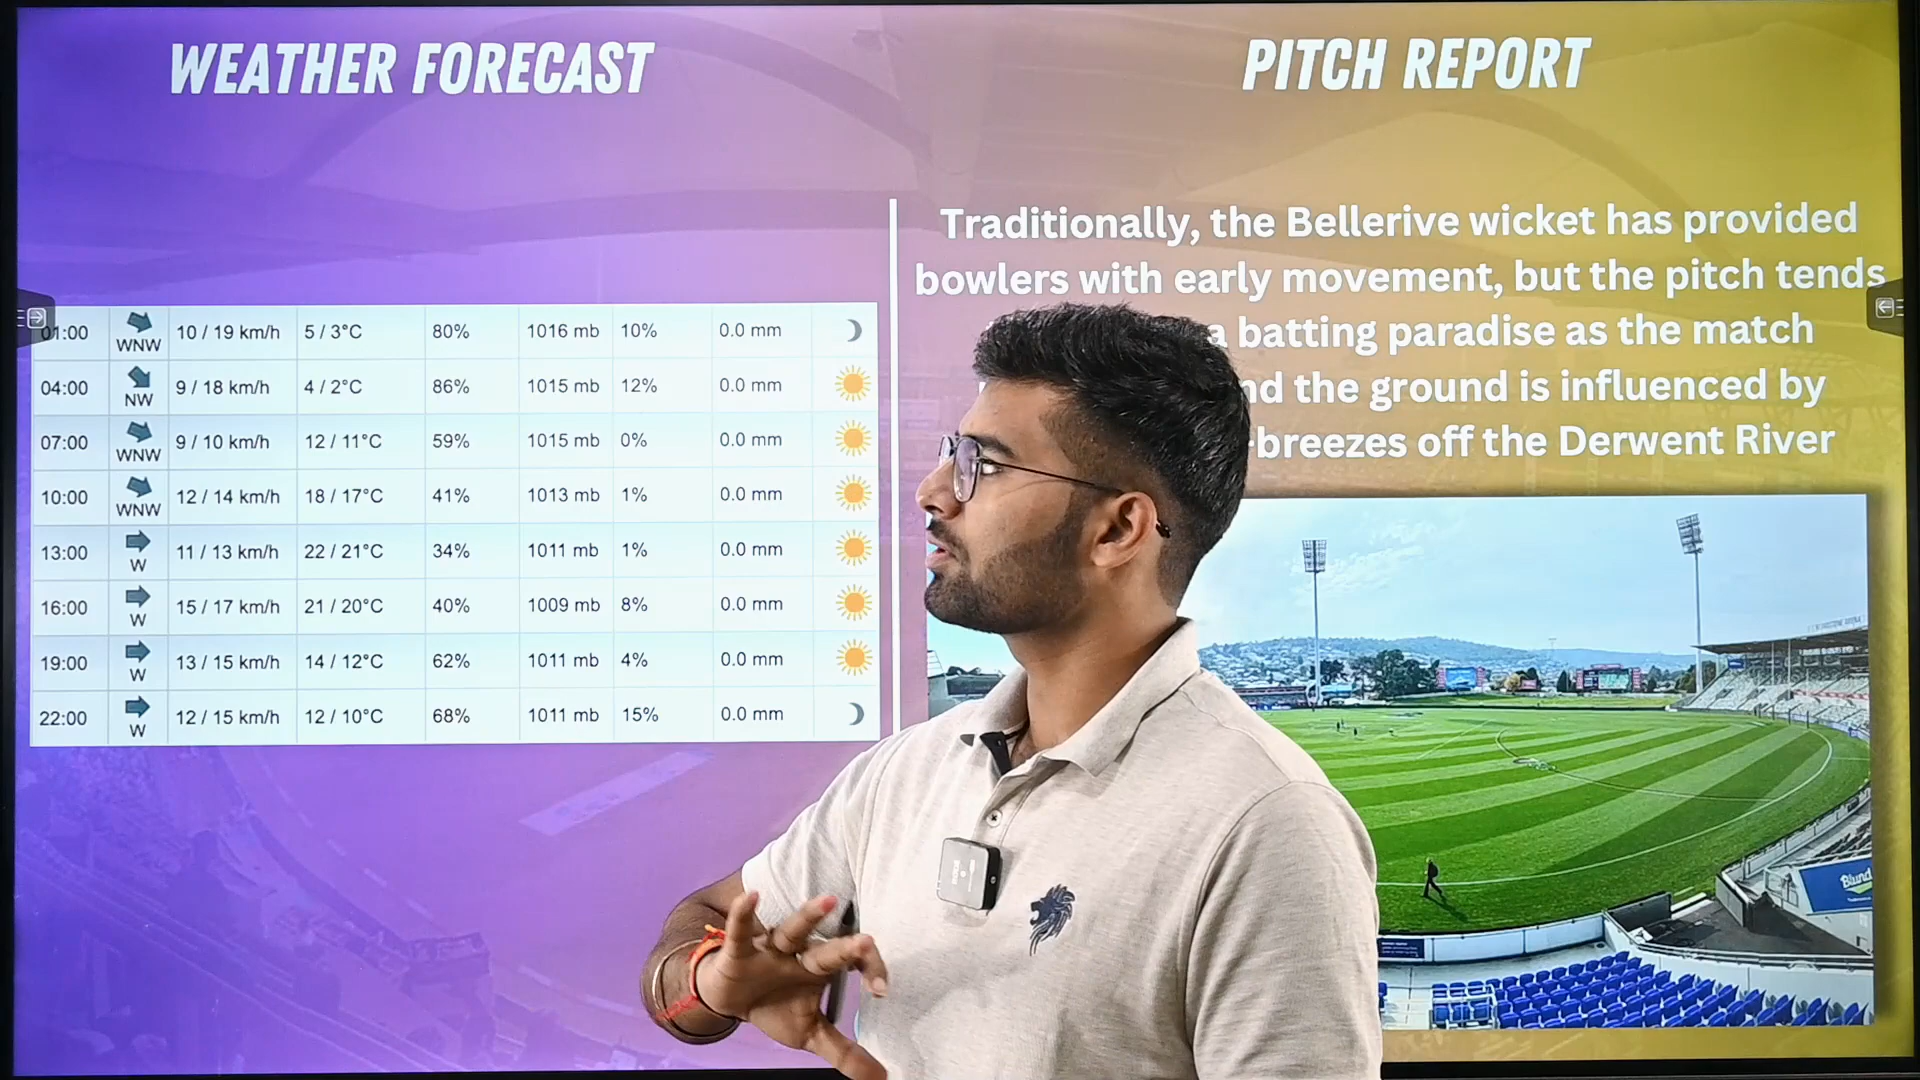 WEATHER FORECAST
01:00 WNW 10 / 19 km/h 5 / 3°C 80% 1016 mb 10% 0.0 mm
04:00 NW 9 / 18 km/h 4 / 2°C 86% 1015 mb 12% 0.0 mm
07:00 WNW 9 / 10 km/h 12 / 11°C 59% 1015 mb 0% 0.0 mm
10:00 WNW 12 / 14 km/h 18 / 17°C 41% 1013 mb 1% 0.0 mm
13:00 W 11 / 13 km/h 22 / 21°C 34% 1011 mb 1% 0.0 mm
16:00 W 15 / 17 km/h 21 / 20°C 40% 1009 mb 8% 0.0 mm
19:00 W 13 / 15 km/h 14 / 12°C 62% 1011 mb 4% 0.0 mm
22:00 W 12 / 15 km/h 12 / 10°C 68% 1011 mb 15% 0.0 mm
PITCH REPORT
Traditionally, the Bellerive wicket has provided
bowlers with early movement, but the pitch tends
a batting paradise as the match
the ground is influenced by
-breezes off the Derwent River